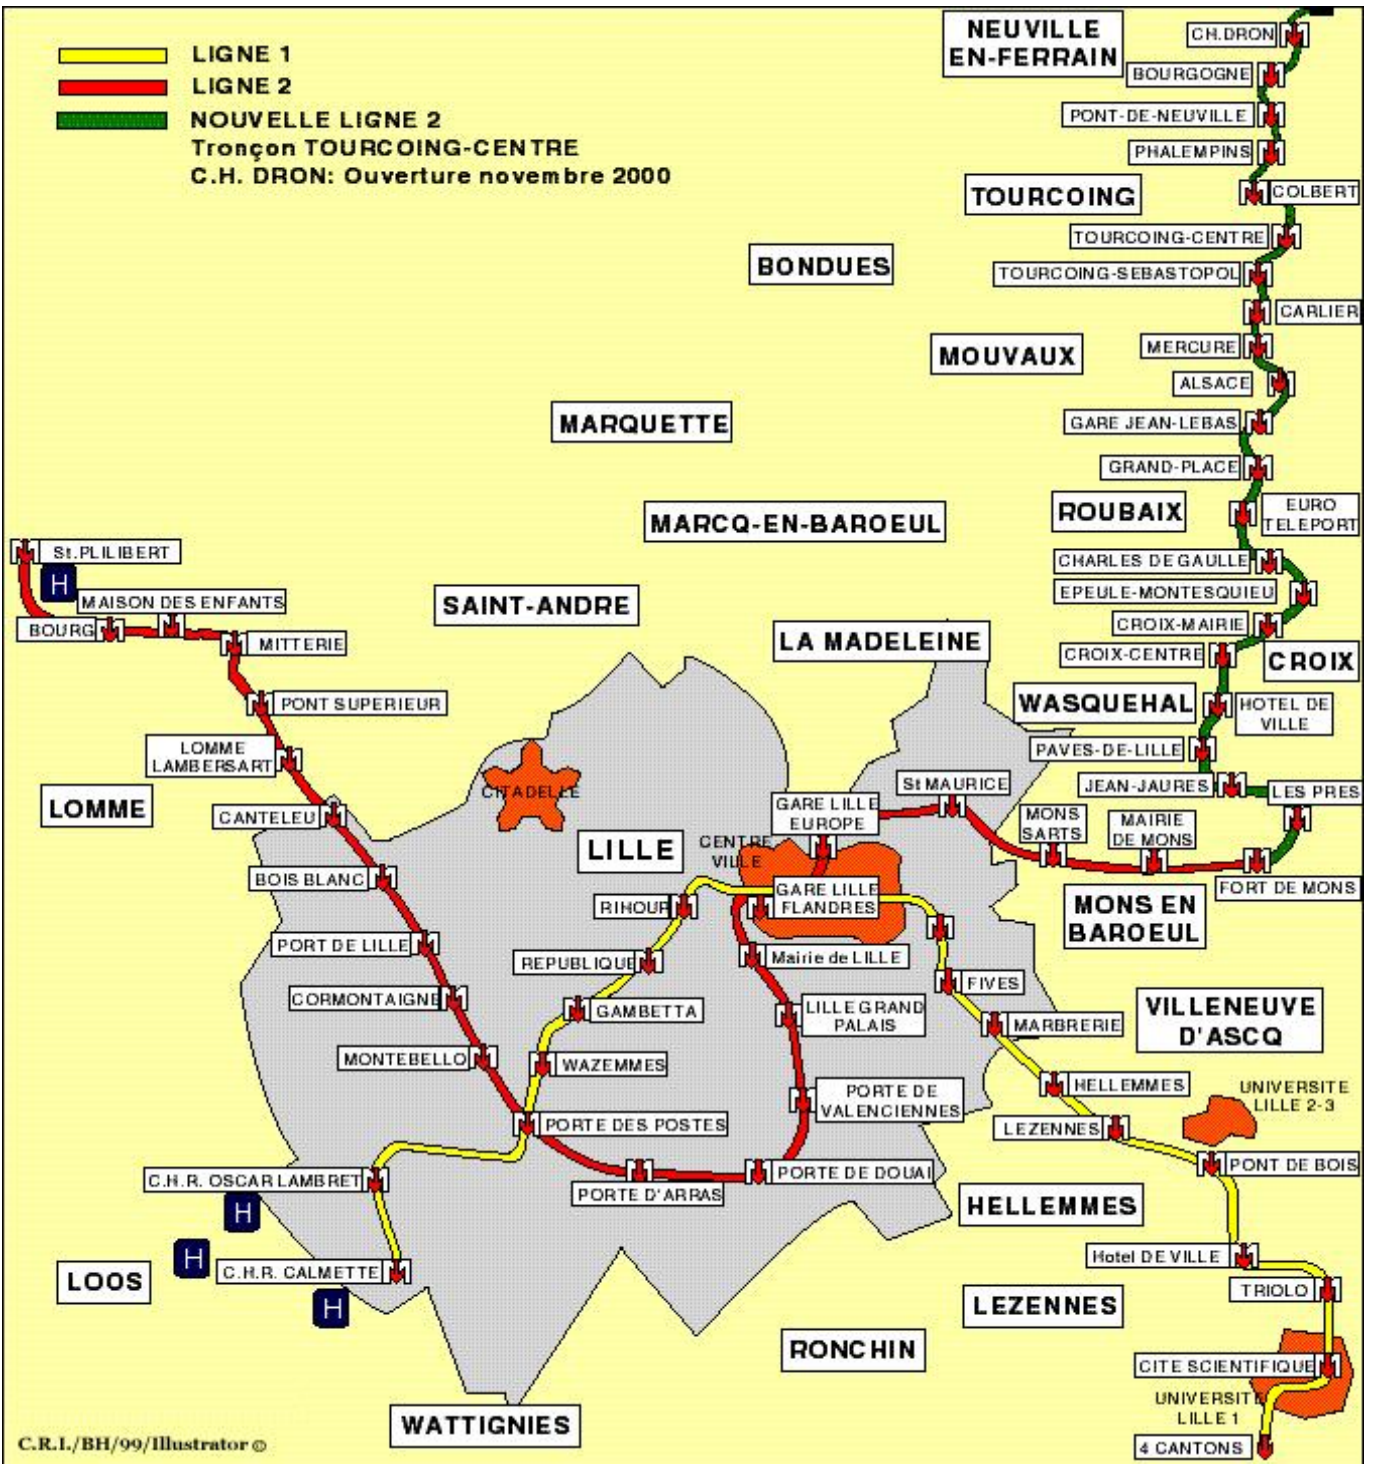 LIGNE 1
LIGNE 2
NOUVELLE LIGNE 2
Tronçon TOURCOING-CENTRE
C.H. DRON: Ouverture novembre 2000
NEUVILLE
EN-FERRAIN
CH.DRON
BOURGOGNE
PONT-DE-NEUVILLE
PHALEMPINS
TOURCOING
COLBERT
TOURCOING-CENTRE
BONDUES
TOURCOING-SEBASTOPOL
CARLIER
MOUVAUX
MERCURE
ALSACE
MARQUETTE
GARE JEAN-LEBAS
GRAND-PLACE
MARCQ-EN-BAROEUL
ROUBAIX
EURO
TELEPORT
St.PLILIBERT
H
CHARLES DE GAULLE
EPEULE-MONTESQUIEU
MAISON DES ENFANTS
SAINT-ANDRE
BOURG
MITTERIE
LA MADELEINE
CROIX-MAIRIE
CROIX-CENTRE
CROIX
PONT SUPERIEUR
WASQUEHAL
HOTEL DE
VILLE
LOMME
LAMBERSART
PAVES-DE-LILLE
LOMME
CITADELLE
St MAURICE
JEAN-JAURES
LES PRES
CANTELEU
GARE LILLE
EUROPE
MONS
SARTS
MAIRIE
DE MONS
LILLE
CENTRE
VILLE
BOIS BLANC
GARE LILLE
FLANDRES
FORT DE MONS
RIHOUR
MONS EN
BAROEUL
PORT DE LILLE
REPUBLIQUE
Mairie de LILLE
FIVES
CORMONTAIGNE
GAMBETTA
LILLE GRAND
PALAIS
MARBRERIE
VILLENEUVE
D'ASCQ
MONTEBELLO
WAZEMMES
HELLEMMES
UNIVERSITE
LILLE 2-3
PORTE DE
VALENCIENNES
PORTE DES POSTES
LEZENNES
PONT DE BOIS
C.H.R. OSCAR LAMBRET
PORTE D'ARRAS
PORTE DE DOUAI
H
HELLEMMES
H
Hotel DE VILLE
LOOS
C.H.R. CALMETTE
TRIOLO
H
LEZENNES
RONCHIN
CITE SCIENTIFIQUE
UNIVERSITE
LILLE 1
WATTIGNIES
4 CANTONS
C.R.I./BH/99/Illustrator ©